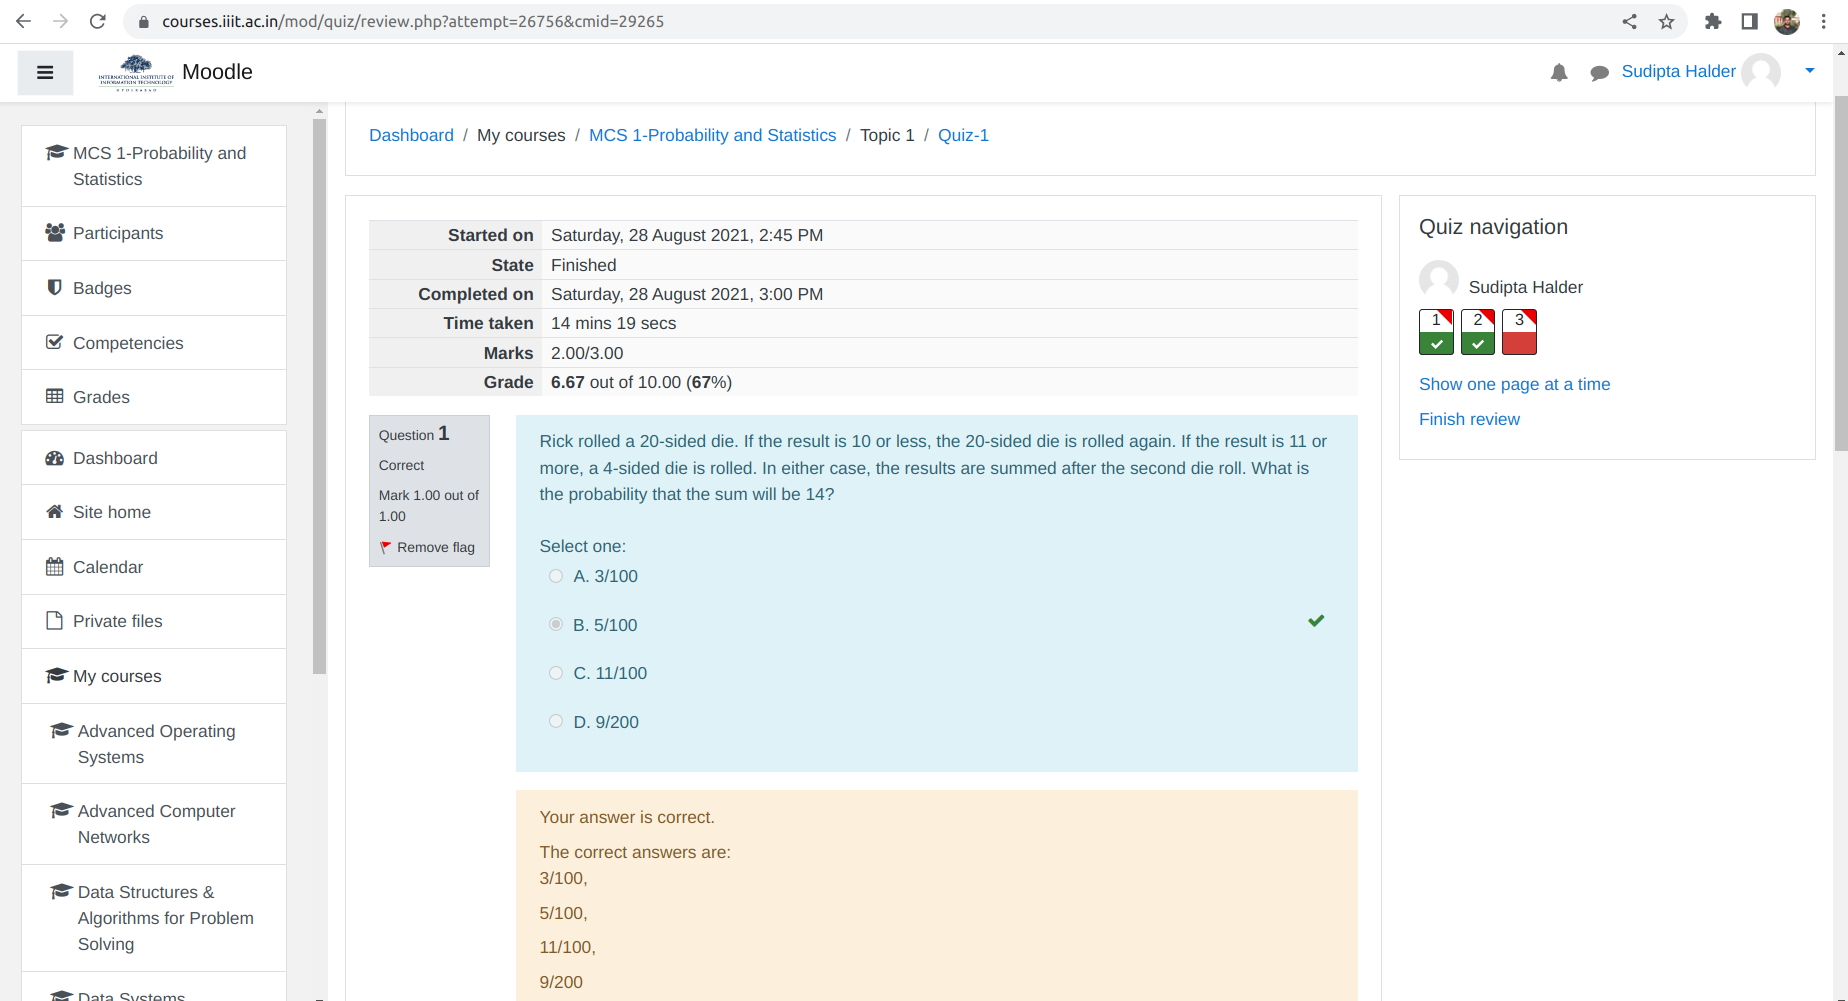 courses.iiit.ac.in/mod/quiz/review.php?attempt=26756&cmid=29265
INTERNATIONAL INSTITUTE OF
INFORMATION TECHNOLOGY
HYDERABAD
Moodle
Sudipta Halder
MCS 1-Probability and
Statistics
Participants
Badges
Competencies
Grades
Dashboard
Site home
Calendar
Private files
My courses
Advanced Operating
Systems
Advanced Computer
Networks
Data Structures &
Algorithms for Problem
Solving
Data Systems
Dashboard / My courses / MCS 1-Probability and Statistics / Topic 1 / Quiz-1
Started on Saturday, 28 August 2021, 2:45 PM
State Finished
Completed on Saturday, 28 August 2021, 3:00 PM
Time taken 14 mins 19 secs
Marks 2.00/3.00
Grade 6.67 out of 10.00 (67%)
Question 1
Correct
Mark 1.00 out of
1.00
Remove flag
Rick rolled a 20-sided die. If the result is 10 or less, the 20-sided die is rolled again. If the result is 11 or
more, a 4-sided die is rolled. In either case, the results are summed after the second die roll. What is
the probability that the sum will be 14?
Select one:
A. 3/100
B. 5/100
C. 11/100
D. 9/200
Your answer is correct.
The correct answers are:
3/100,
5/100,
11/100,
9/200
Quiz navigation
Sudipta Halder
1 2 3
Show one page at a time
Finish review